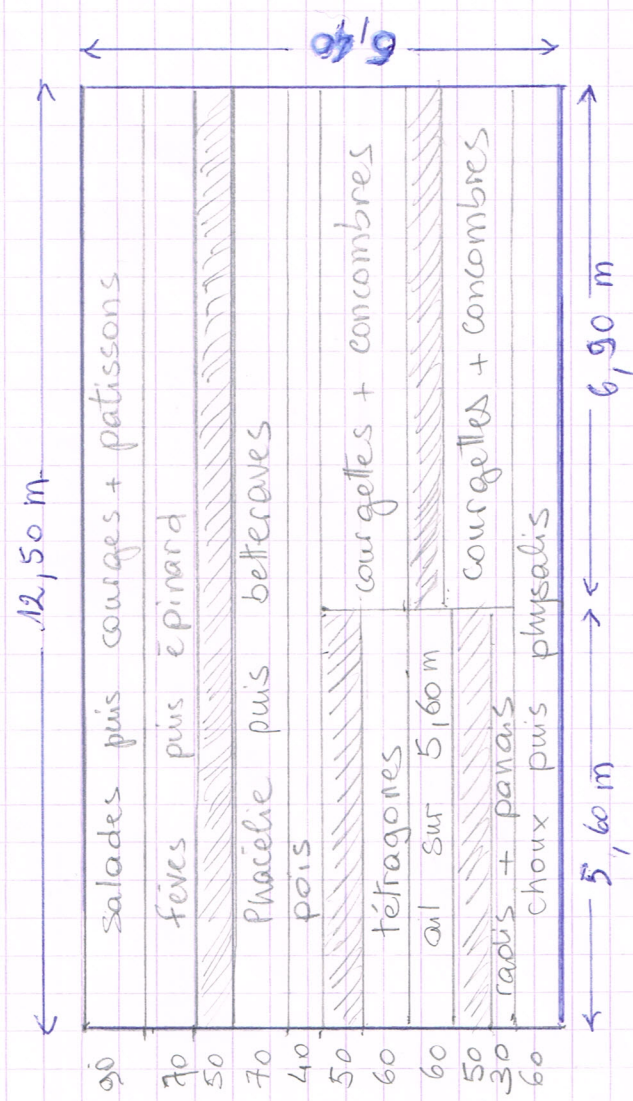 12,50 m
90 Salades puis courges + patissons
70 fèves puis épinard
50
70 Phacélie puis betteraves
40 pois
50 courgettes + concombres
60 tétragones
60 ail sur 5,60m
50 courgettes + concombres
30 radis + panais
60 choux puis physalis
5,60 m
6,90 m
6,40